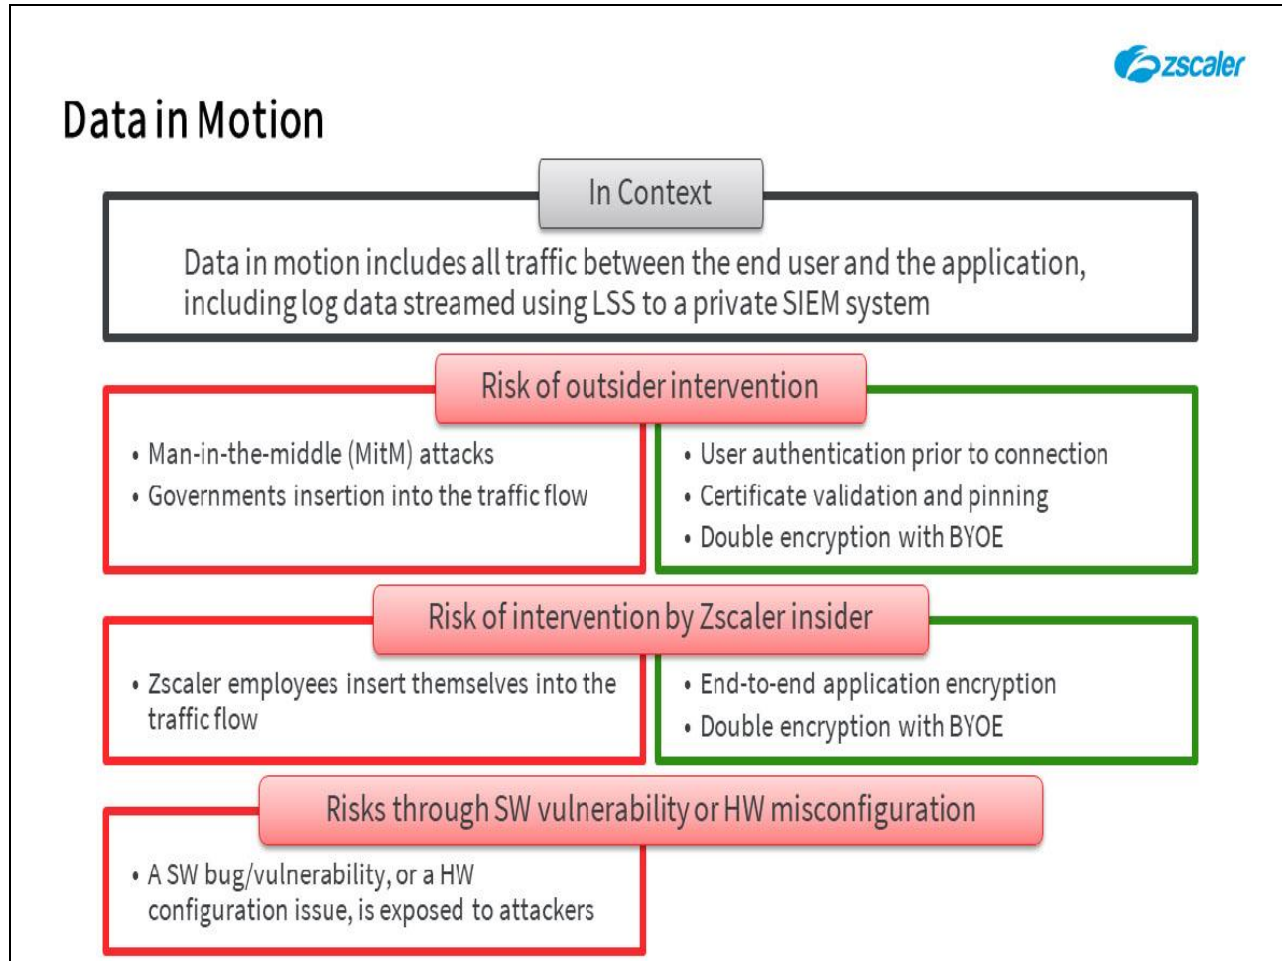 zscaler
Data in Motion
In Context
Data in motion includes all traffic between the end user and the application,
including log data streamed using LSS to a private SIEM system
Risk of outsider intervention
• Man-in-the-middle (MitM) attacks
• Governments insertion into the traffic flow
• User authentication prior to connection
• Certificate validation and pinning
• Double encryption with BYOE
Risk of intervention by Zscaler insider
• Zscaler employees insert themselves into the
traffic flow
• End-to-end application encryption
• Double encryption with BYOE
Risks through SW vulnerability or HW misconfiguration
• A SW bug/vulnerability, or a HW
configuration issue, is exposed to attackers